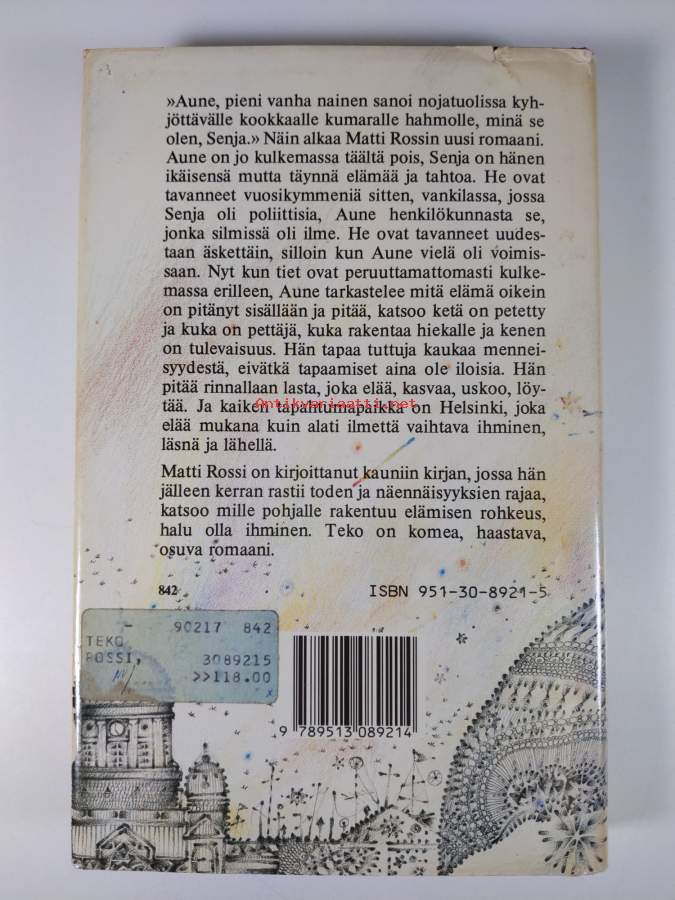 »Aune, pieni vanha nainen sanoi nojatuolissa kyh-
jöttävälle kookkaalle kumaralle hahmolle, minä se
olen, Senja.» Näin alkaa Matti Rossin uusi romaani.
Aune on jo kulkemassa täältä pois, Senja on hänen
ikäisensä mutta täynnä elämää ja tahtoa. He ovat
tavanneet vuosikymmeniä sitten, vankilassa, jossa
Senja oli poliittisia, Aune henkilökunnasta se,
jonka silmissä oli ilme. He ovat tavanneet uudes-
taan äskettäin, silloin kun Aune vielä oli voimis-
saan. Nyt kun tiet ovat peruuttamattomasti kulke-
massa erilleen, Aune tarkastelee mitä elämä oikein
on pitänyt sisällään ja pitää, katsoo ketä on petetty
ja kuka on pettäjä, kuka rakentaa hiekalle ja kenen
on tulevaisuus. Hän tapaa tuttuja kaukaa mennei-
syydestä, eivätkä tapaamiset aina ole iloisia. Hän
pitää rinnallaan lasta, joka elää, kasvaa, uskoo, löy-
tää. Ja kaiken tapahtumapaikka on Helsinki, joka
Antikvariaatti.net
elää mukana kuin alati ilmettä vaihtava ihminen,
läsnä ja lähellä.
Matti Rossi on kirjoittanut kauniin kirjan, jossa hän
jälleen kerran rastii toden ja näennäisyyksien rajaa,
katsoo mille pohjalle rakentuu elämisen rohkeus,
halu olla ihminen. Teko on komea, haastava,
osuva romaani.
842
ISBN 951-30-8921-5
- 90217 842
TEKO
ROSSI,
3089215
>>118.00
9 789513 089214